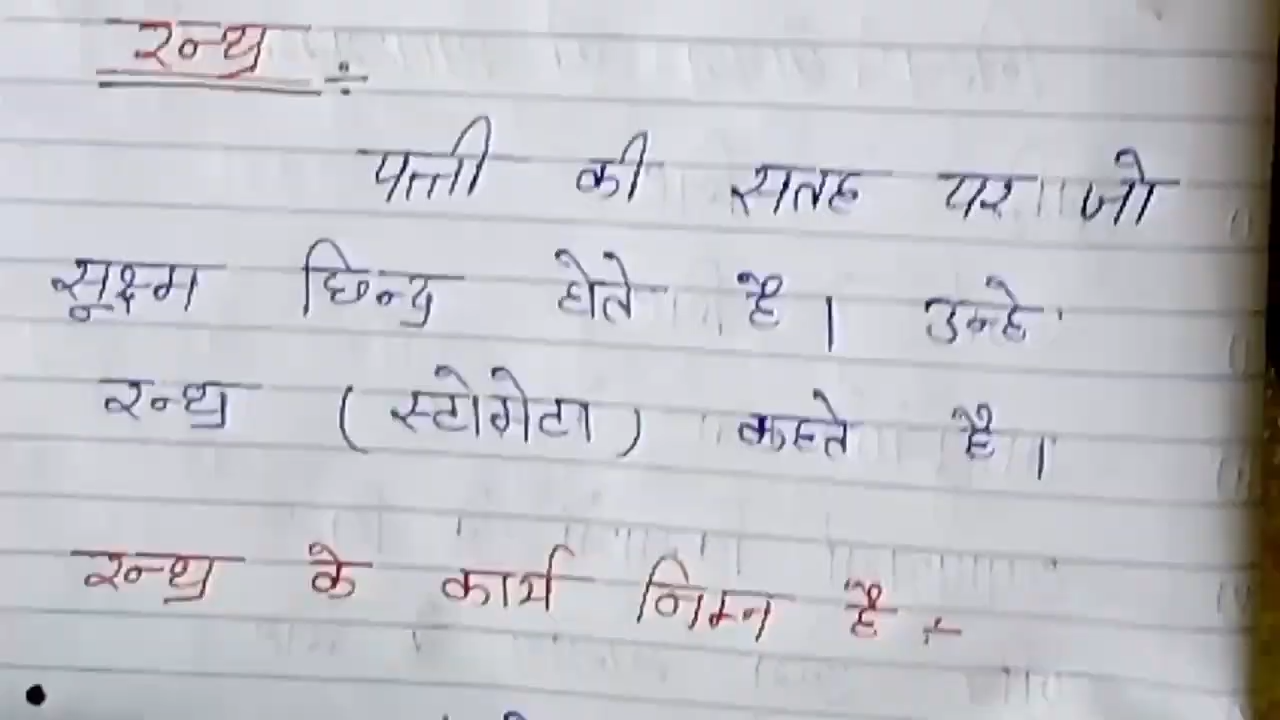 रन्ध्र ÷
पत्ती की सतह पर जो
सूक्ष्म छिन्द्र होते है। उन्हे
रन्ध्र (स्टोमेटा) कहते है।
रन्ध्र के कार्य निम्न है ÷